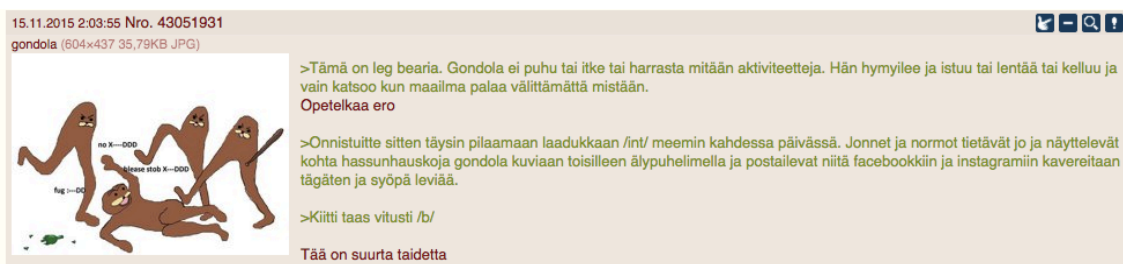 15.11.2015 2:03:55 Nro. 43051931
gondola (604×437 35,79KB JPG)
no X----DDD
please stob X---DDD
fug :---DD
>Tämä on leg bearia. Gondola ei puhu tai itke tai harrasta mitään aktiviteetteja. Hän hymyilee ja istuu tai lentää tai kelluu ja
vain katsoo kun maailma palaa välittämättä mistään.
Opetelkaa ero
>Onnistuitte sitten täysin pilaamaan laadukkaan /int/ meemin kahdessa päivässä. Jonnet ja normot tietävät jo ja näyttelevät
kohta hassunhauskoja gondola kuviaan toisilleen älypuhelimella ja postailevat niitä facebookkiin ja instagramiin kavereitaan
tägäten ja syöpä leviää.
>Kiitti taas vitusti /b/
Tää on suurta taidetta